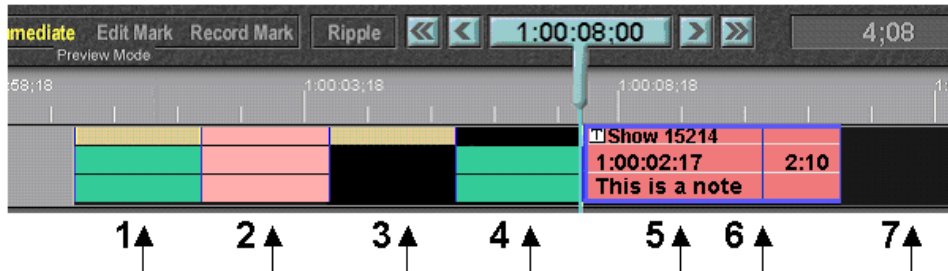 mmediate Edit Mark Record Mark Ripple 1:00:08;00 4;08
Preview Mode
:58;18 1:00:03;18 1:00:08;18 1:
T Show 15214
1:00:02:17 2:10
This is a note
1 2 3 4 5 6 7